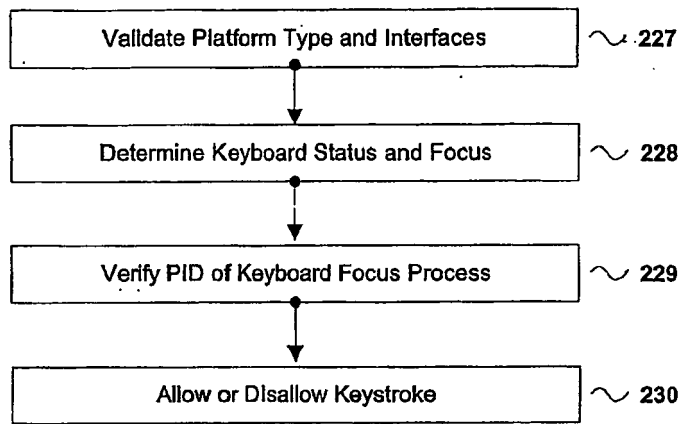 Validate Platform Type and Interfaces 227
Determine Keyboard Status and Focus 228
Verify PID of Keyboard Focus Process 229
Allow or Disallow Keystroke 230